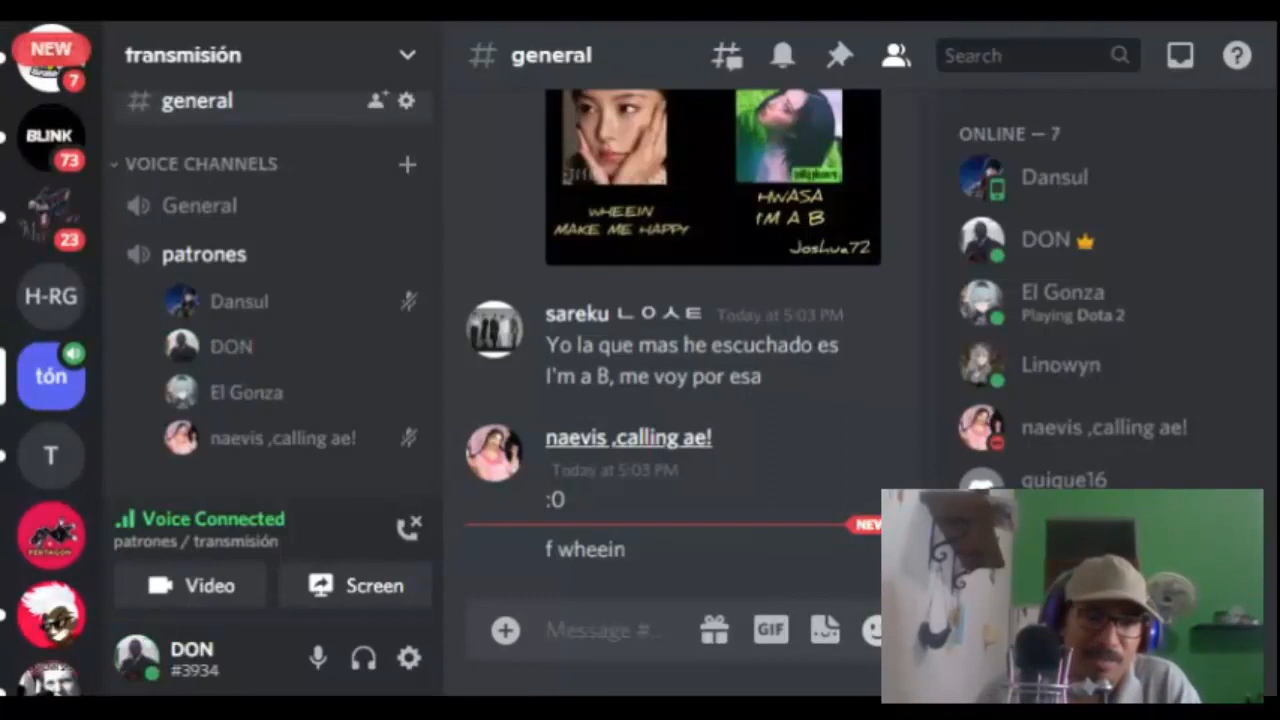 NEW
7
BLINK
73
23
H-RG
tón
T
PENTAGON
transmisión
general
VOICE CHANNELS
General
patrones
Dansul
DON
El Gonza
naevis ,calling ae!
Voice Connected
patrones / transmisión
Video
Screen
DON
#3934
general
Search
WHEEIN
MAKE ME HAPPY
HWASA
I'M A B
Joshua72
sareku ㄴㅇㅅㅌ Today at 5:03 PM
Yo la que mas he escuchado es
I'm a B, me voy por esa
naevis ,calling ae!
Today at 5:03 PM
:O
NEW
f wheein
Message #...
GIF
ONLINE — 7
Dansul
DON
El Gonza
Playing Dota 2
Linowyn
naevis ,calling ae!
quique16